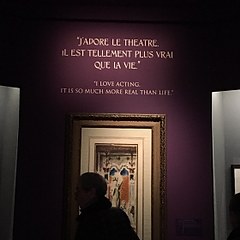 "J'ADORE LE THEATRE.
IL EST TELLEMENT PLUS VRAI
QUE LA VIE."
"I LOVE ACTING.
IT IS SO MUCH MORE REAL THAN LIFE."